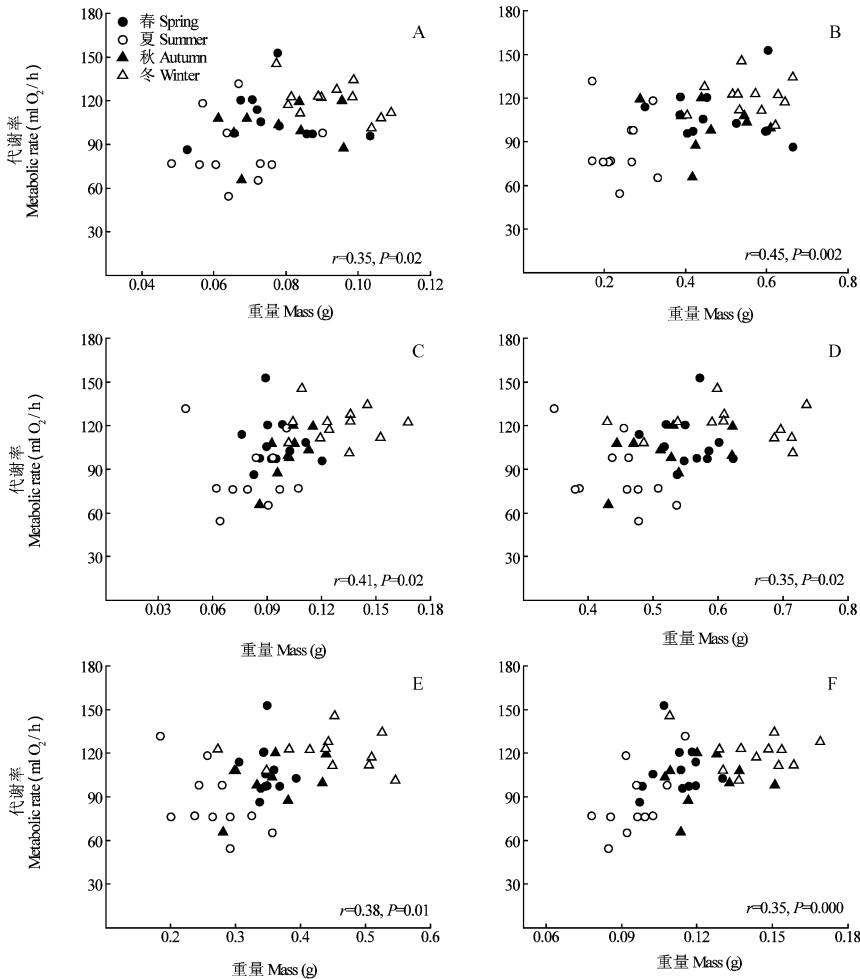 180
150
120
90
60
30
代谢率
Metabolic rate ( ml O2 / h )
● 春 Spring
○ 夏 Summer
▲ 秋 Autumn
△ 冬 Winter
A
r=0.35, P=0.02
0.04 0.06 0.08 0.10 0.12
重量 Mass (g)
180
150
120
90
60
30
B
r=0.45, P=0.002
0 0.2 0.4 0.6 0.8
重量 Mass (g)
180
150
120
90
60
30
代谢率
Metabolic rate ( ml O2 / h )
C
r=0.41, P=0.02
0.03 0.06 0.09 0.12 0.15 0.18
重量 Mass (g)
180
150
120
90
60
30
D
r=0.35, P=0.02
0.4 0.5 0.6 0.7 0.8
重量 Mass (g)
180
150
120
90
60
30
代谢率
Metabolic rate ( ml O2 / h )
E
r=0.38, P=0.01
0.2 0.3 0.4 0.5 0.6
重量 Mass (g)
180
150
120
90
60
30
F
r=0.35, P=0.000
0.06 0.09 0.12 0.15 0.18
重量 Mass (g)